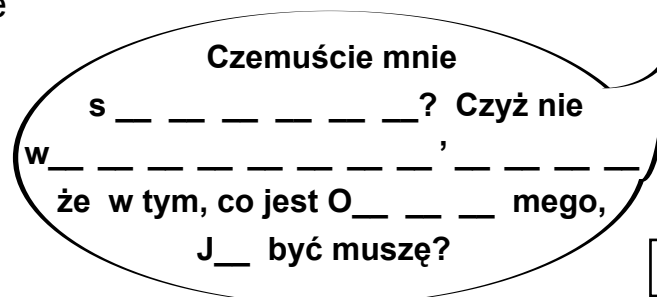 e
Czemuście mnie
s __ __ __ __ __ __? Czyż nie
w__ __ __ __ __ __ __ __ ’ __ __ __ __
że w tym, co jest O__ __ __ mego,
J__ być muszę?